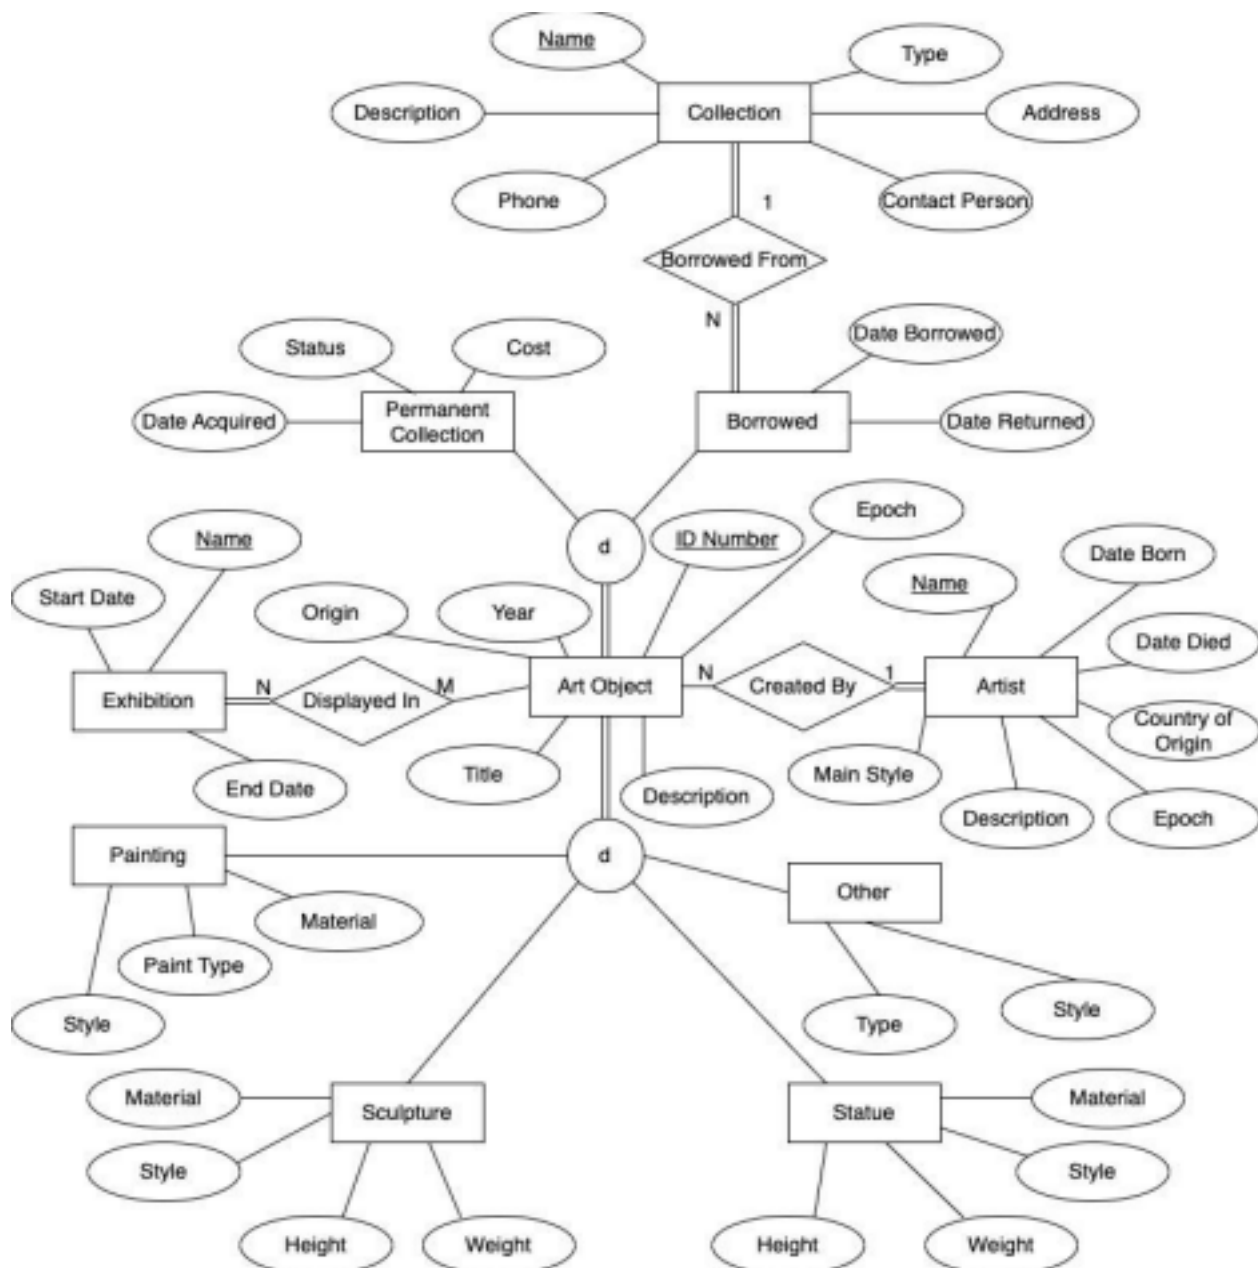 Name
Type
Description
Collection
Address
Phone
1
Contact Person
Borrowed From
N
Date Borrowed
Status
Cost
Date Acquired
Permanent
Collection
Borrowed
Date Returned
Epoch
Name
d
ID Number
Date Born
Start Date
Origin
Year
Name
Date Died
Exhibition
N
Displayed In
M
Art Object
N
Created By
1
Artist
Country of
Origin
End Date
Title
Description
Main Style
Description
Epoch
Painting
d
Other
Material
Paint Type
Style
Type
Style
Material
Sculpture
Statue
Material
Style
Style
Height
Weight
Height
Weight